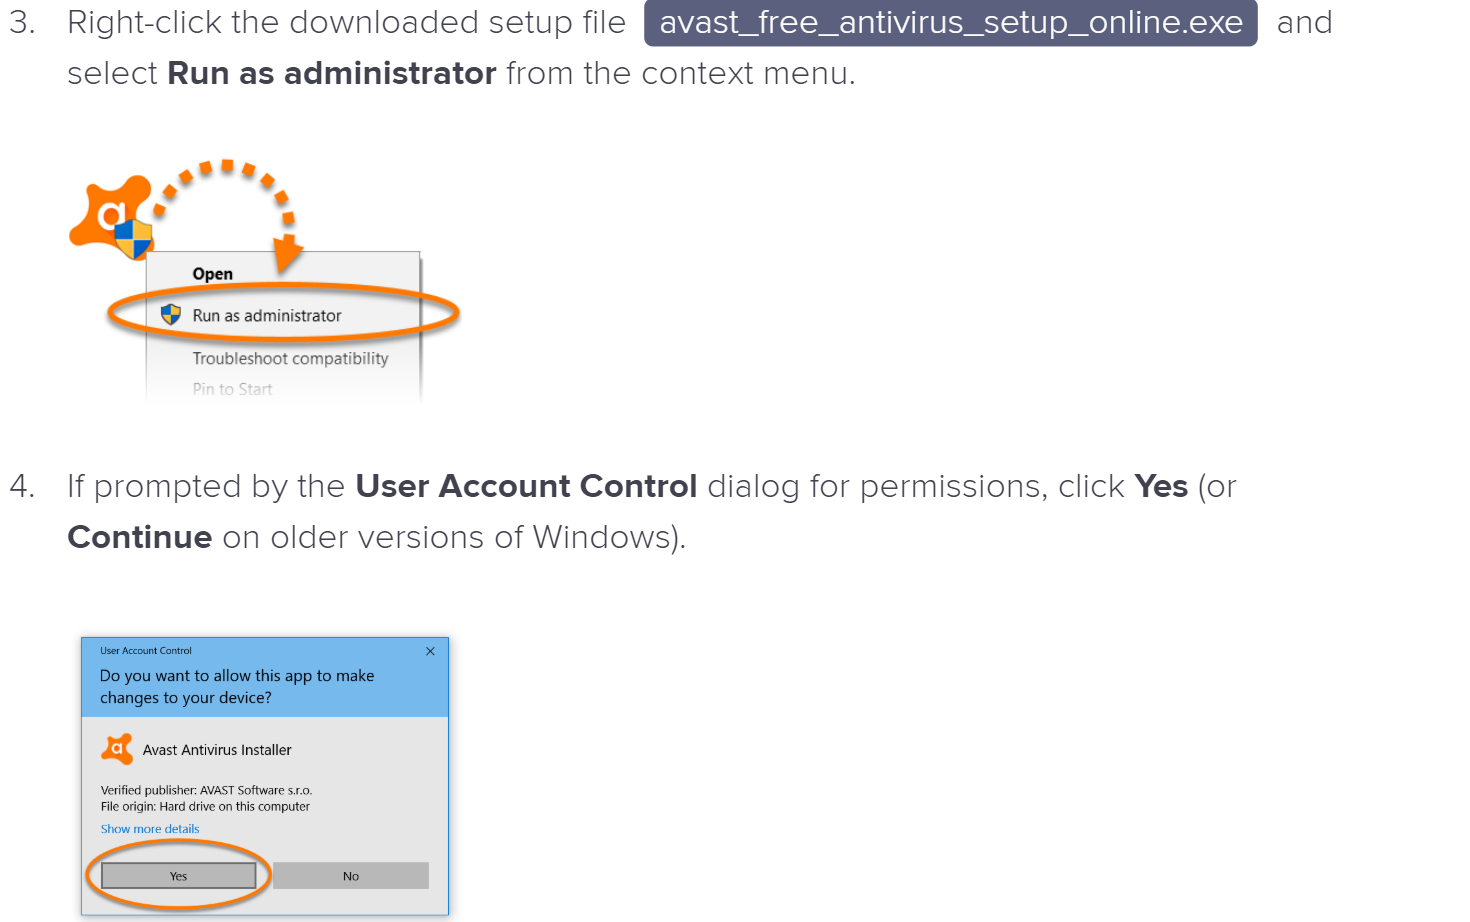 3. Right-click the downloaded setup file avast_free_antivirus_setup_online.exe and
select Run as administrator from the context menu.
a
Open
Run as administrator
Troubleshoot compatibility
Pin to Start
4. If prompted by the User Account Control dialog for permissions, click Yes (or
Continue on older versions of Windows).
User Account Control
Do you want to allow this app to make
changes to your device?
a
Avast Antivirus Installer
Verified publisher: AVAST Software s.r.o.
File origin: Hard drive on this computer
Show more details
Yes No